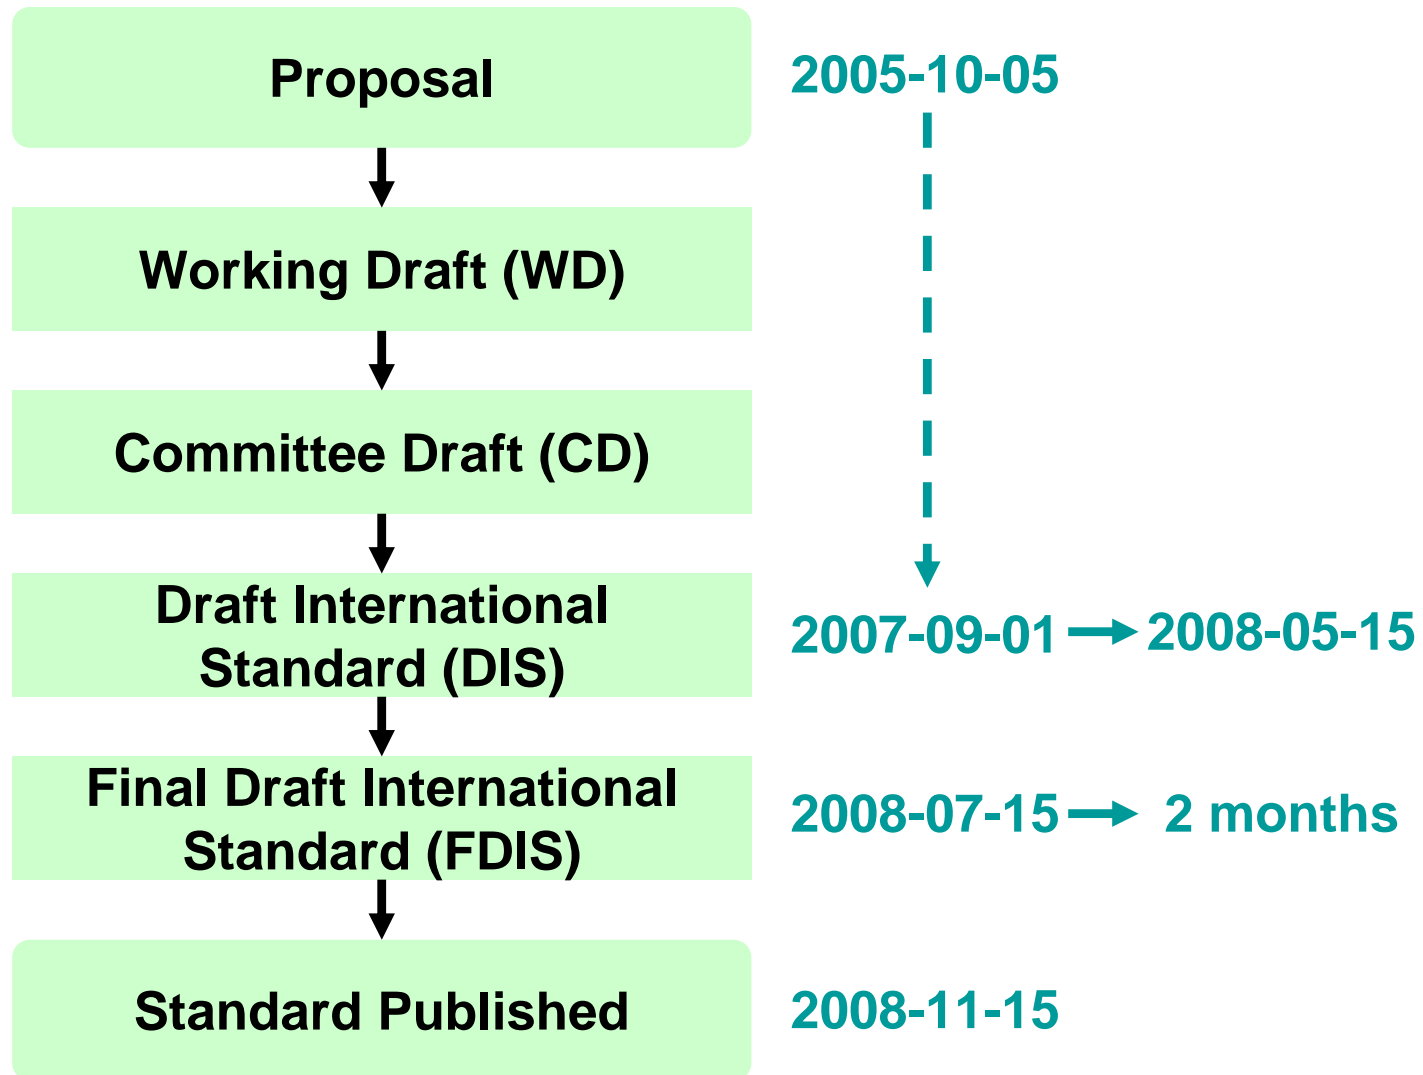 Proposal
2005-10-05
Working Draft (WD)
Committee Draft (CD)
Draft International
Standard (DIS)
2007-09-01
2008-05-15
Final Draft International
Standard (FDIS)
2008-07-15
2 months
Standard Published
2008-11-15